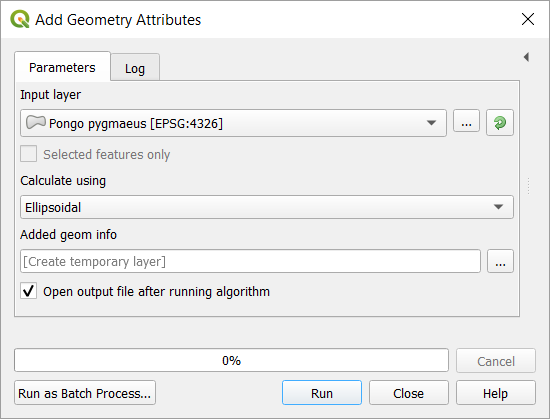 Add Geometry Attributes
Parameters
Log
Input layer
Pongo pygmaeus [EPSG:4326]
...
Selected features only
Calculate using
Ellipsoidal
Added geom info
[Create temporary layer]
...
Open output file after running algorithm
0%
Cancel
Run as Batch Process...
Run
Close
Help